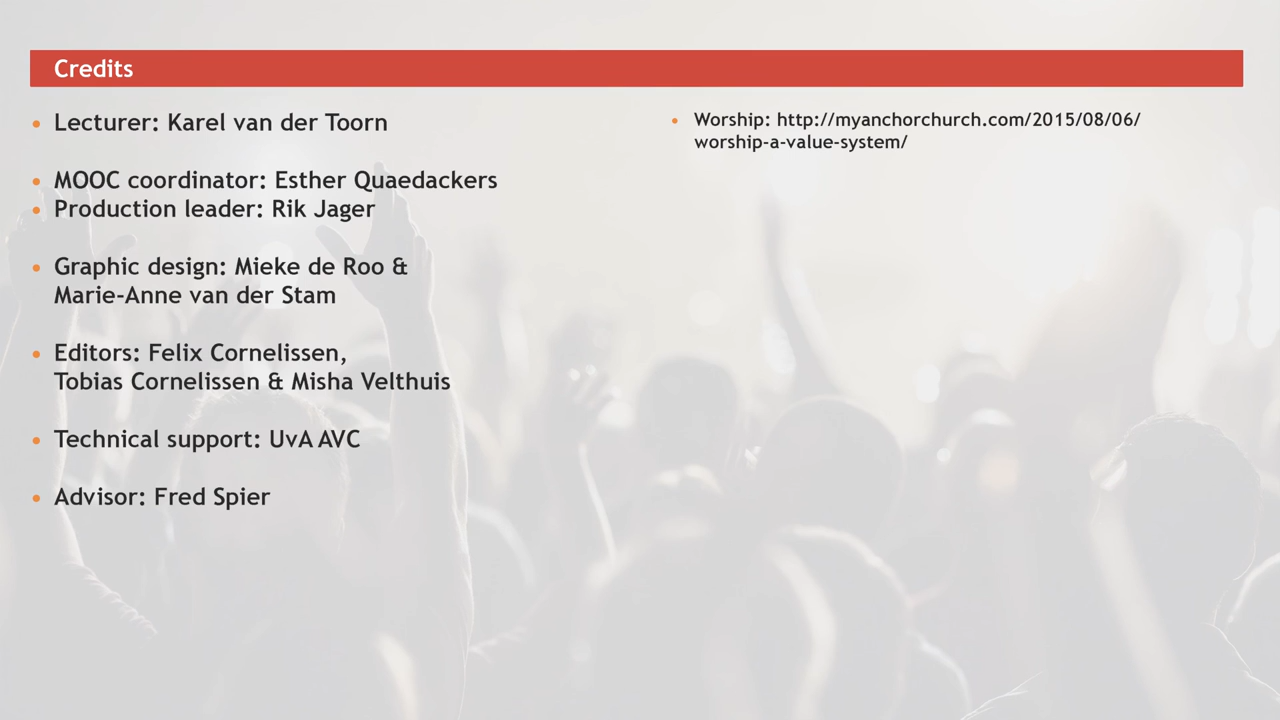 Credits
• Lecturer: Karel van der Toorn
• MOOC coordinator: Esther Quaedackers
• Production leader: Rik Jager
• Graphic design: Mieke de Roo &
Marie-Anne van der Stam
• Editors: Felix Cornelissen,
Tobias Cornelissen & Misha Velthuis
• Technical support: UvA AVC
• Advisor: Fred Spier
• Worship: http://myanchorchurch.com/2015/08/06/
worship-a-value-system/